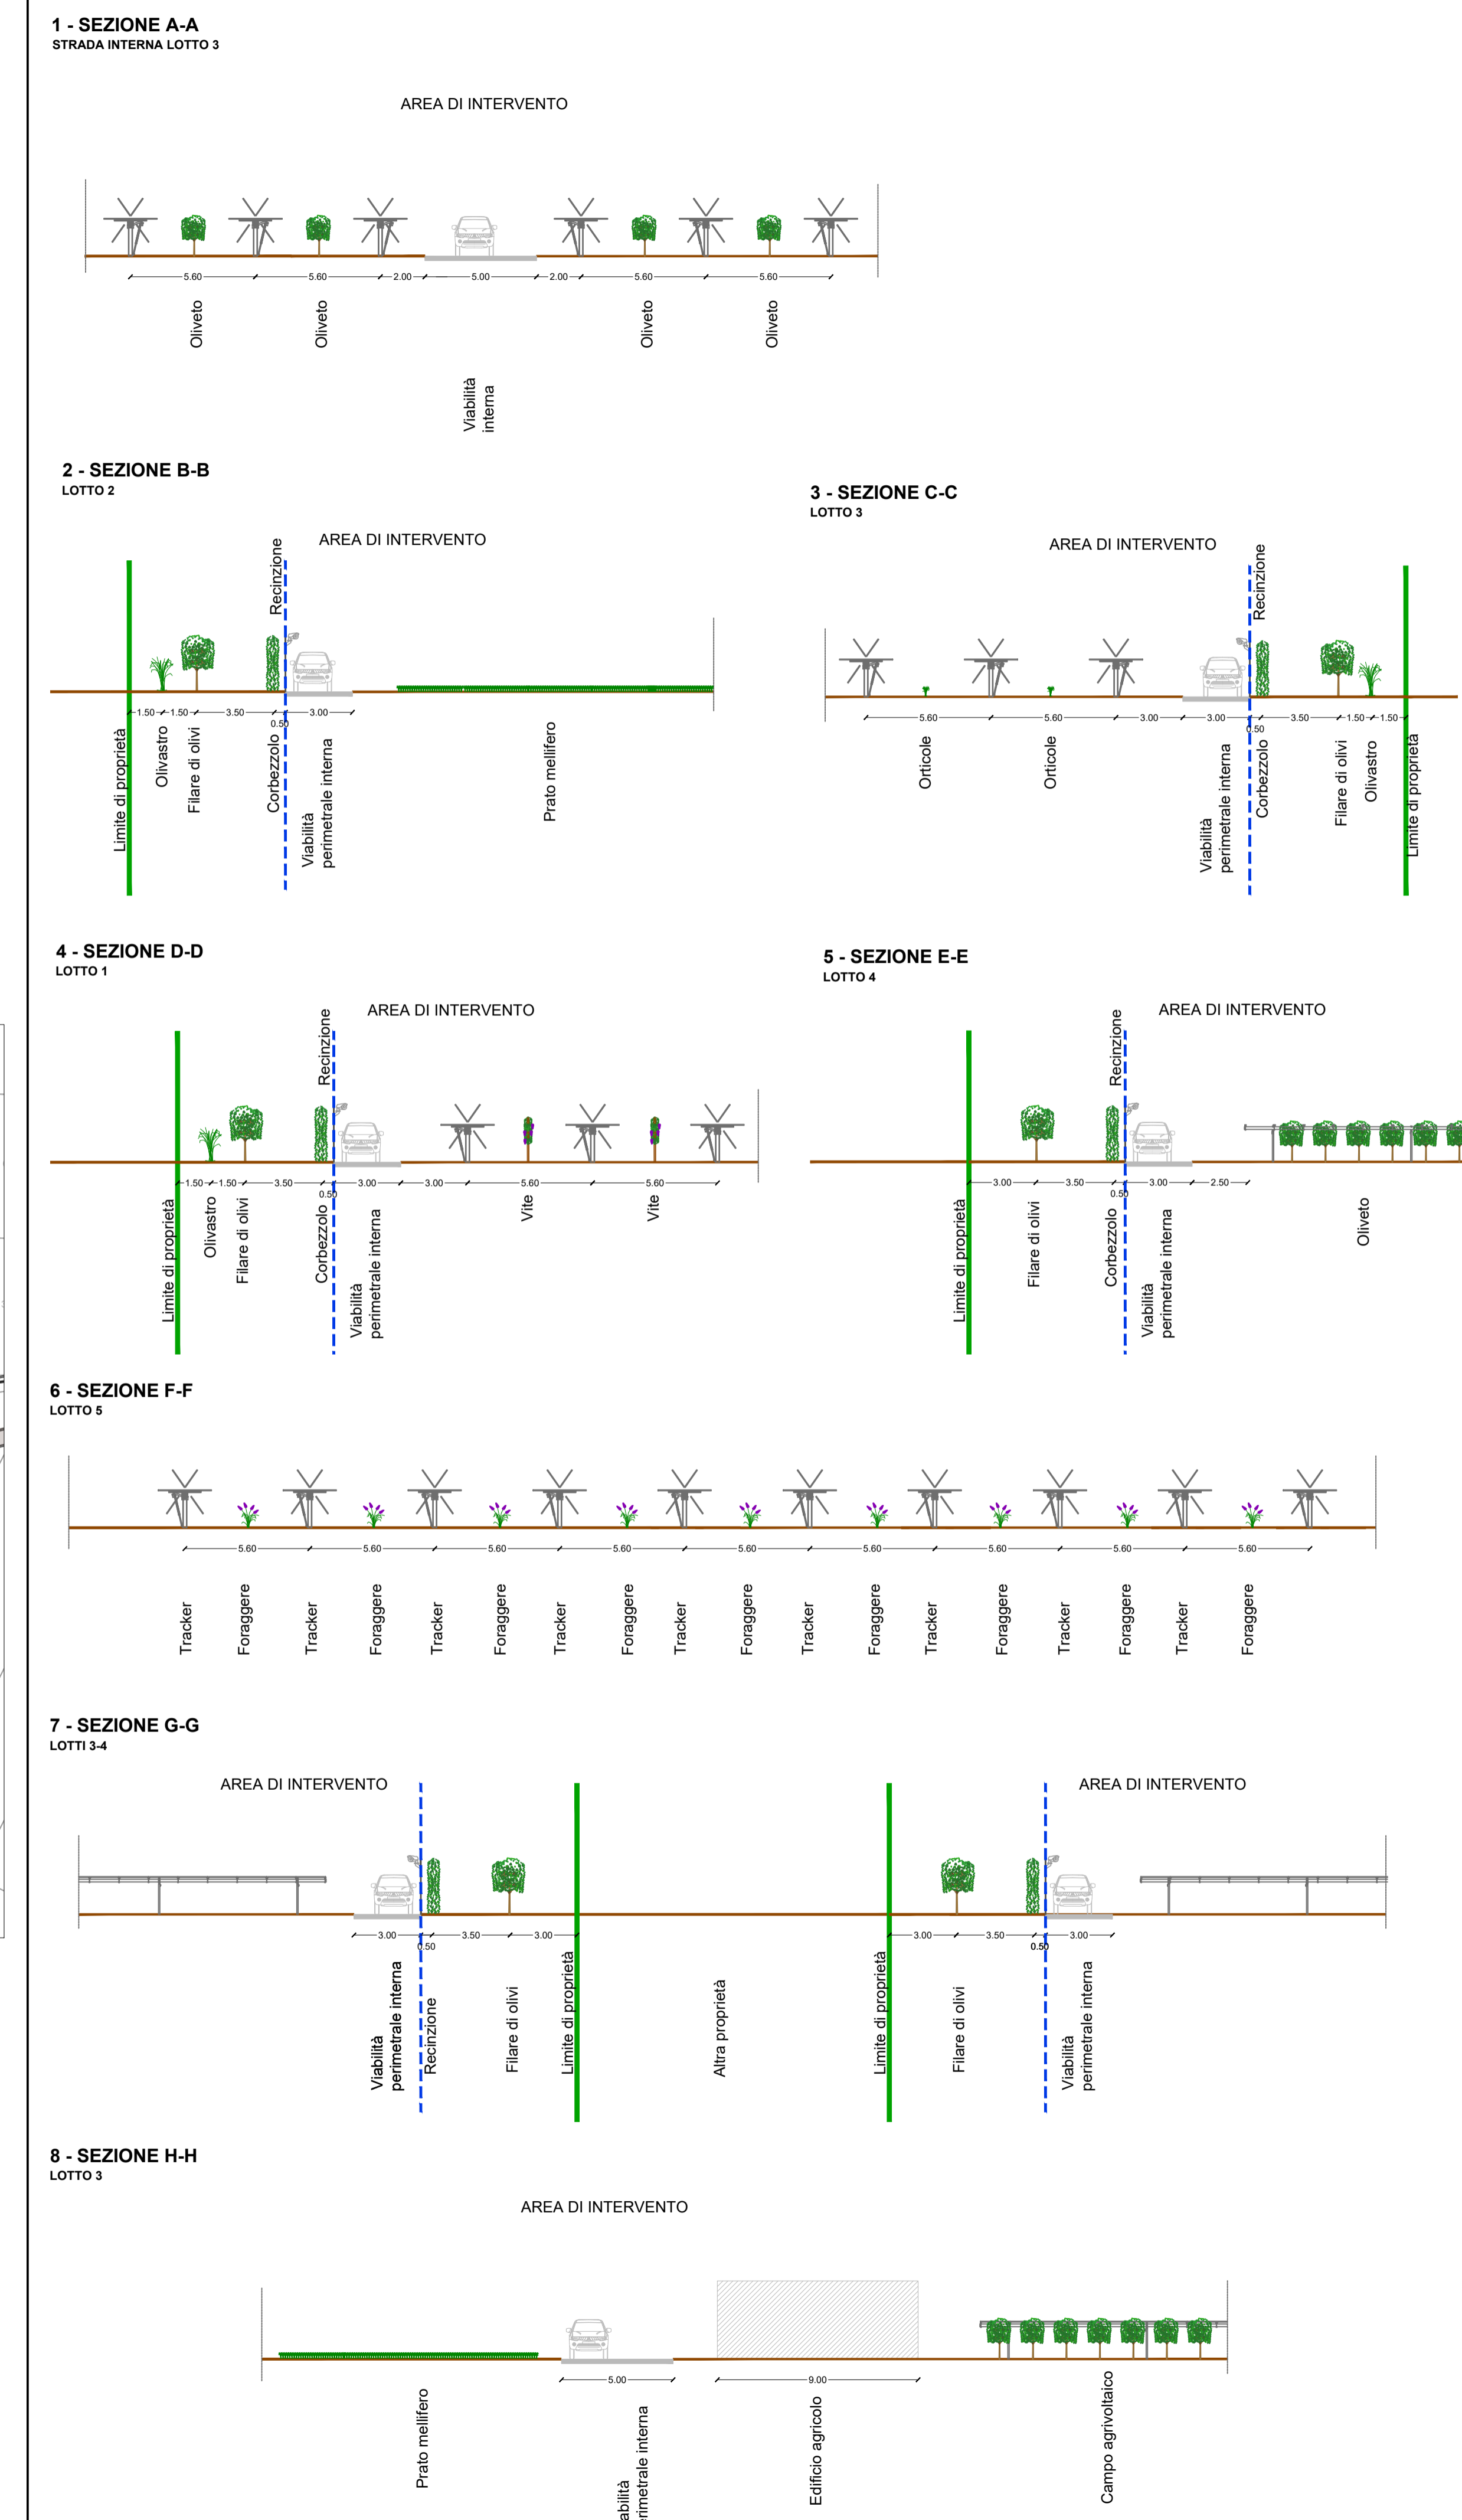 1 - SEZIONE A-A
STRADA INTERNA LOTTO 3
AREA DI INTERVENTO
5.60
5.60
2.00
5.00
2.00
5.60
5.60
Oliveto
Oliveto
Oliveto
Oliveto
Viabilità
interna
2 - SEZIONE B-B
LOTTO 2
AREA DI INTERVENTO
Recinzione
1.50
1.50
3.50
0.50
3.00
Limite di proprietà
Olivastro
Filare di olivi
Corbezzolo
Viabilità
perimetrale interna
Prato mellifero
3 - SEZIONE C-C
LOTTO 3
AREA DI INTERVENTO
Recinzione
5.60
5.60
3.00
3.00
0.50
3.50
1.50
1.50
Orticole
Orticole
Viabilità
perimetrale interna
Corbezzolo
Filare di olivi
Olivastro
Limite di proprietà
4 - SEZIONE D-D
LOTTO 1
AREA DI INTERVENTO
Recinzione
1.50
1.50
3.50
0.50
3.00
3.00
5.60
5.60
Limite di proprietà
Olivastro
Filare di olivi
Corbezzolo
Viabilità
perimetrale interna
Vite
Vite
5 - SEZIONE E-E
LOTTO 4
AREA DI INTERVENTO
Recinzione
3.00
3.50
0.50
3.00
2.50
Limite di proprietà
Filare di olivi
Corbezzolo
Viabilità
perimetrale interna
Oliveto
6 - SEZIONE F-F
LOTTO 5
5.60
5.60
5.60
5.60
5.60
5.60
5.60
5.60
5.60
Tracker
Foraggere
Tracker
Foraggere
Tracker
Foraggere
Tracker
Foraggere
Tracker
Foraggere
Tracker
Foraggere
Tracker
Foraggere
Tracker
Foraggere
Tracker
Foraggere
7 - SEZIONE G-G
LOTTI 3-4
AREA DI INTERVENTO
AREA DI INTERVENTO
3.00
0.50
3.50
3.00
3.00
3.50
0.50
3.00
Viabilità
perimetrale interna
Recinzione
Filare di olivi
Limite di proprietà
Altra proprietà
Limite di proprietà
Filare di olivi
Viabilità
perimetrale interna
8 - SEZIONE H-H
LOTTO 3
AREA DI INTERVENTO
5.00
9.00
Prato mellifero
interna
Edificio agricolo
Campo agrivoltaico